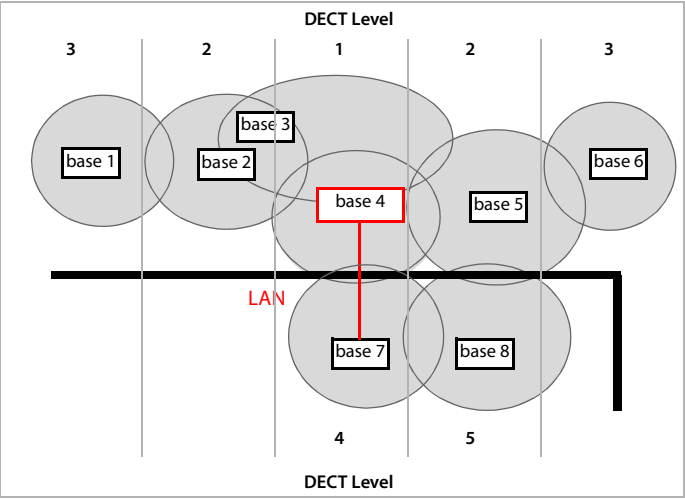 DECT Level
3 2 1 2 3
base 3
base 1 base 2 base 6
base 4 base 5
LAN
base 7 base 8
4 5
DECT Level